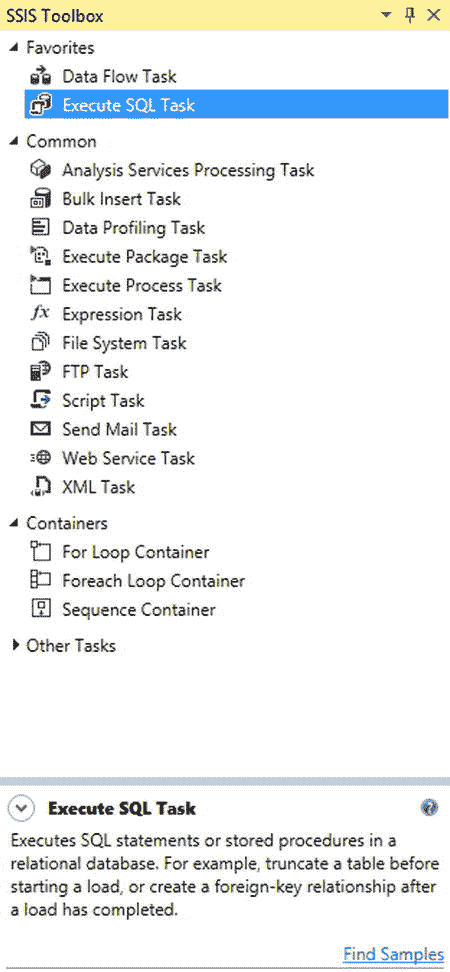 SSIS Toolbox
Favorites
Data Flow Task
Execute SQL Task
Common
Analysis Services Processing Task
Bulk Insert Task
Data Profiling Task
Execute Package Task
Execute Process Task
fx Expression Task
File System Task
FTP Task
Script Task
Send Mail Task
Web Service Task
XML Task
Containers
For Loop Container
Foreach Loop Container
Sequence Container
Other Tasks
Execute SQL Task
Executes SQL statements or stored procedures in a
relational database. For example, truncate a table before
starting a load, or create a foreign-key relationship after
a load has completed.
Find Samples